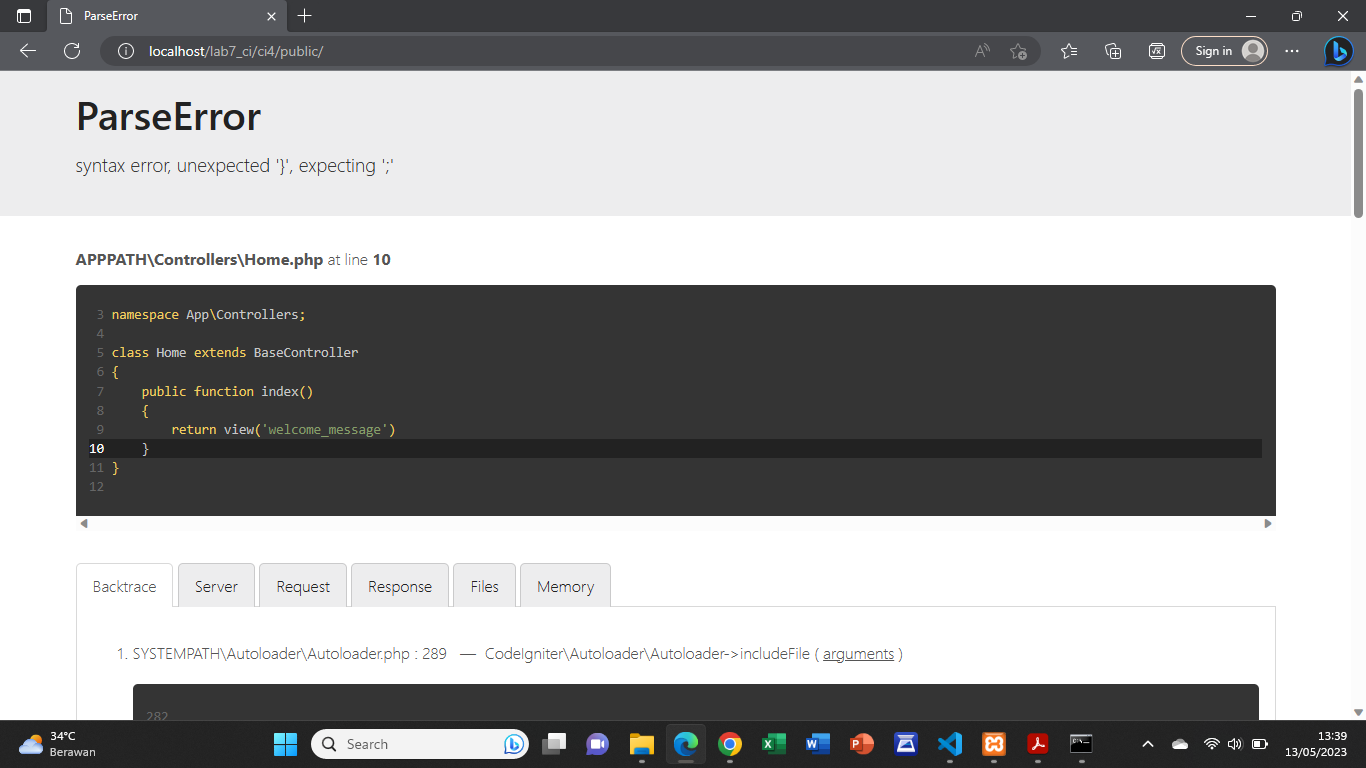 ParseError
localhost/lab7_ci/ci4/public/
Sign in
ParseError
syntax error, unexpected '}', expecting ';'
APPPATH\Controllers\Home.php at line 10
3 namespace App\Controllers;
4
5 class Home extends BaseController
6 {
7     public function index()
8     {
9         return view('welcome_message')
10     }
11 }
12
Backtrace Server Request Response Files Memory
1. SYSTEMPATH\Autoloader\Autoloader.php : 289 — CodeIgniter\Autoloader\Autoloader->includeFile ( arguments )
282
34°C
Berawan
Search
13:39
13/05/2023